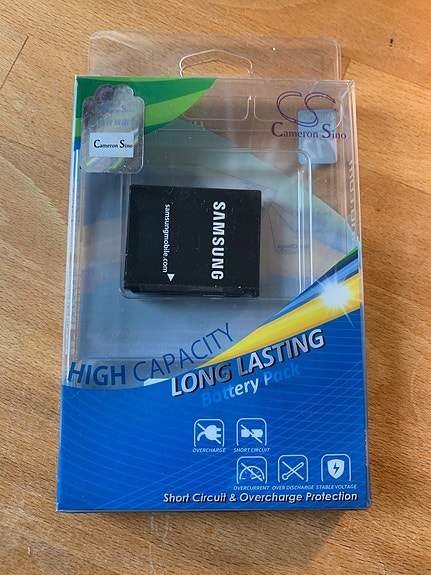 CS
Cameron Sino
Cameron Sino
SAMSUNG
samsungmobile.com
HIGH CAPACITY
LONG LASTING
Battery Pack
OVERCHARGE SHORT CIRCUIT
OVERCURRENT OVER DISCHARGE STABLE VOLTAGE
Short Circuit & Overcharge Protection